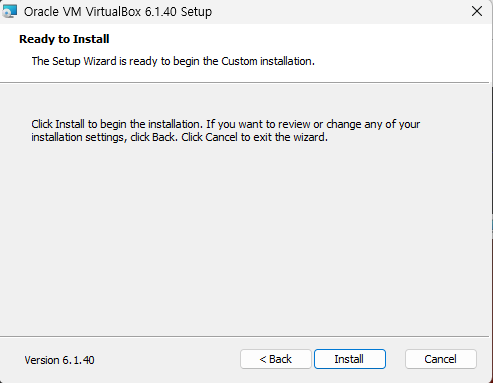 Oracle VM VirtualBox 6.1.40 Setup
Ready to Install
The Setup Wizard is ready to begin the Custom installation.
Click Install to begin the installation. If you want to review or change any of your
installation settings, click Back. Click Cancel to exit the wizard.
Version 6.1.40
< Back
Install
Cancel